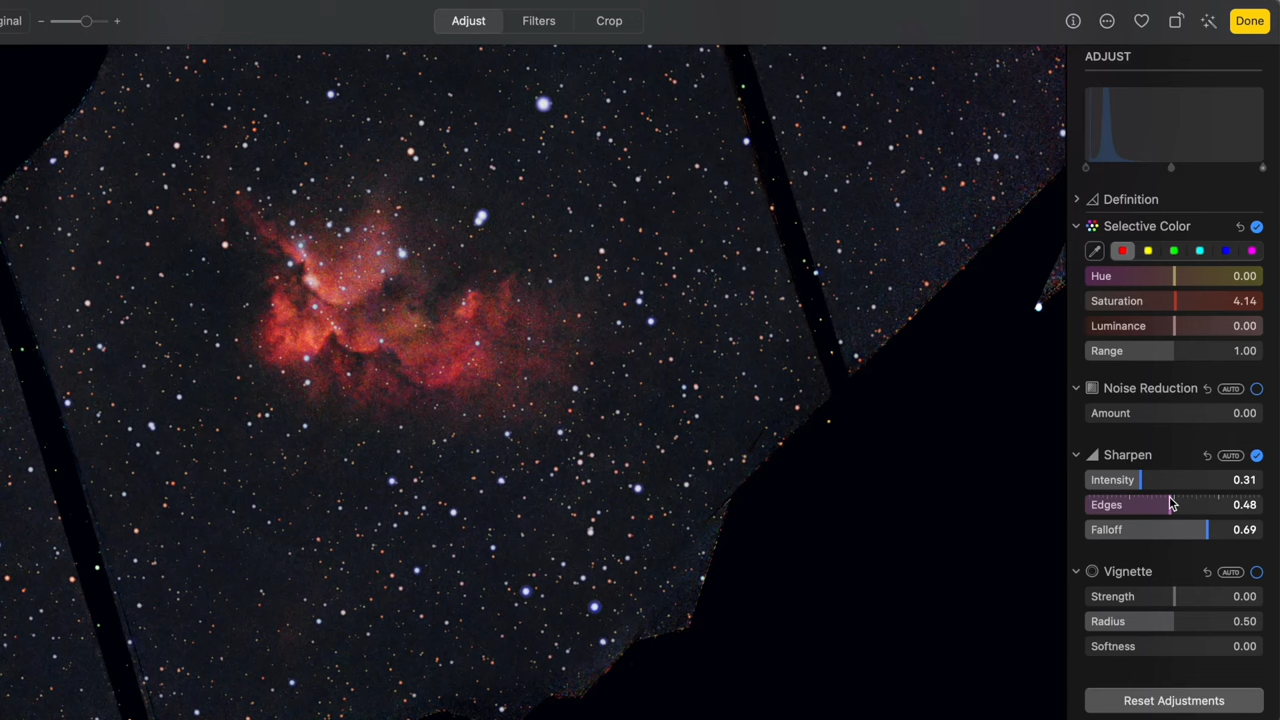 ginal − + Adjust Filters Crop Done
ADJUST
Definition
Selective Color
Hue 0.00
Saturation 4.14
Luminance 0.00
Range 1.00
Noise Reduction AUTO
Amount 0.00
Sharpen AUTO
Intensity 0.31
Edges 0.48
Falloff 0.69
Vignette AUTO
Strength 0.00
Radius 0.50
Softness 0.00
Reset Adjustments